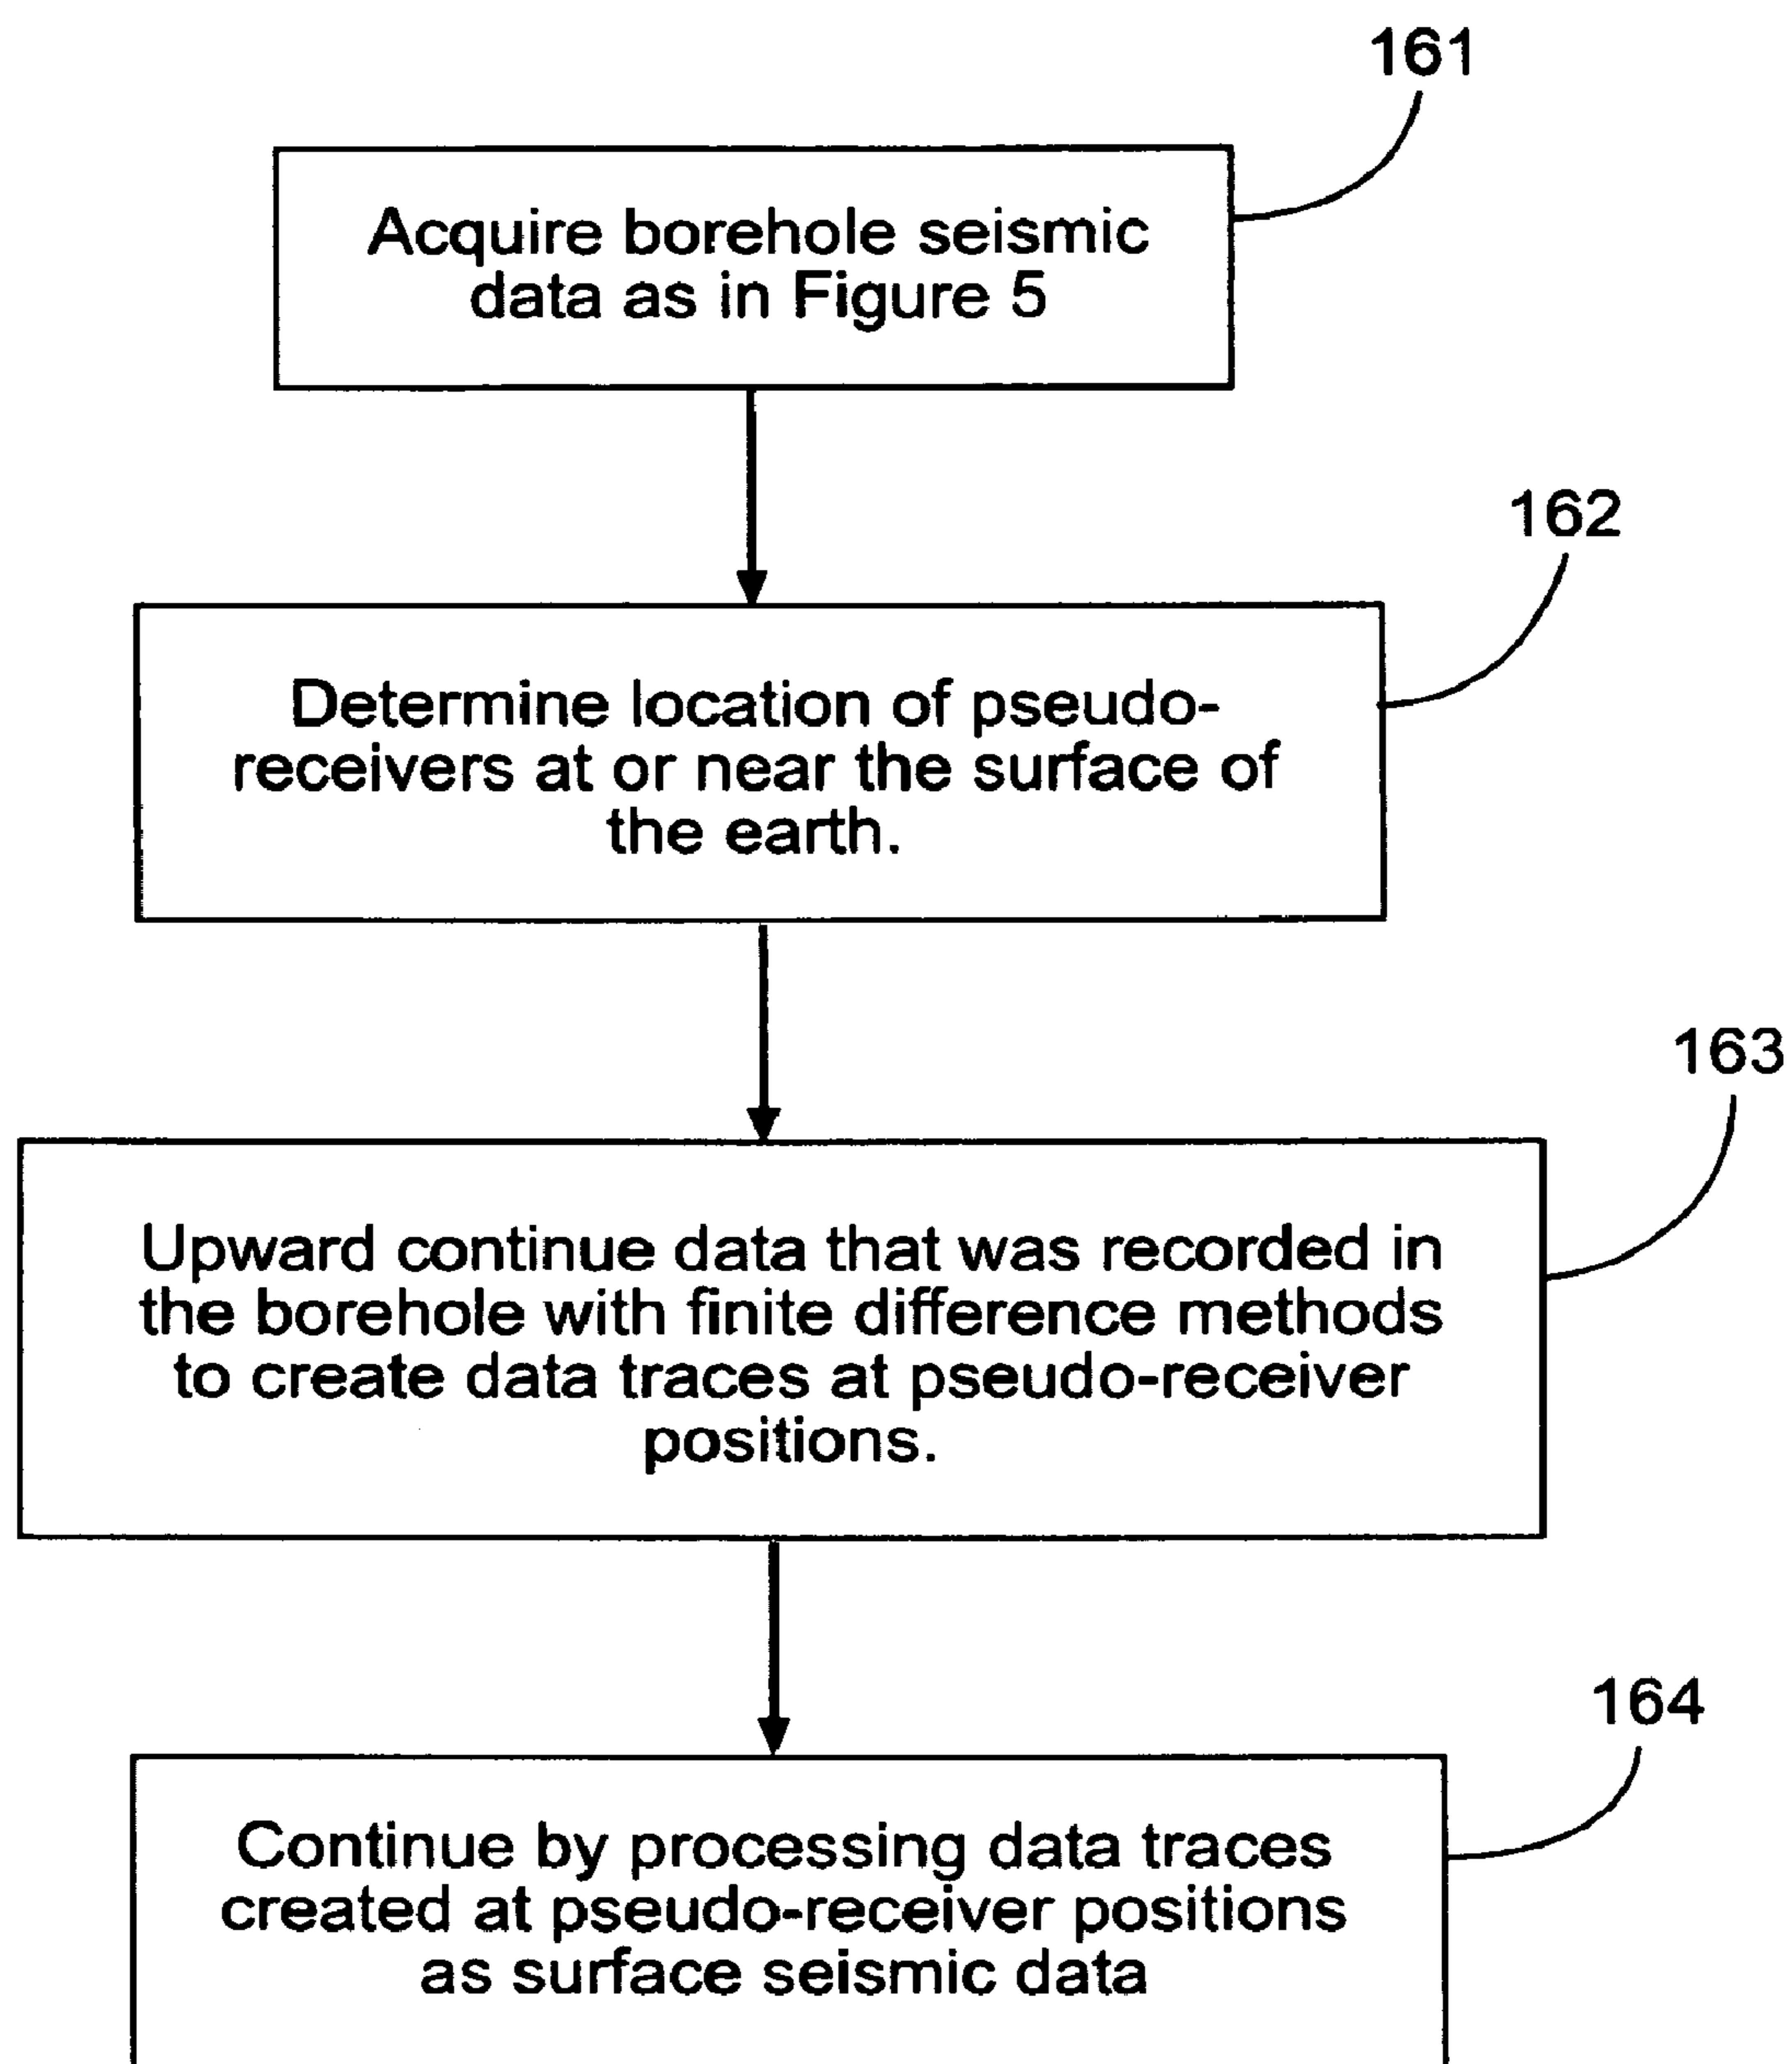 161
Acquire borehole seismic
data as in Figure 5
162
Determine location of pseudo-
receivers at or near the surface of
the earth.
163
Upward continue data that was recorded in
the borehole with finite difference methods
to create data traces at pseudo-receiver
positions.
164
Continue by processing data traces
created at pseudo-receiver positions
as surface seismic data